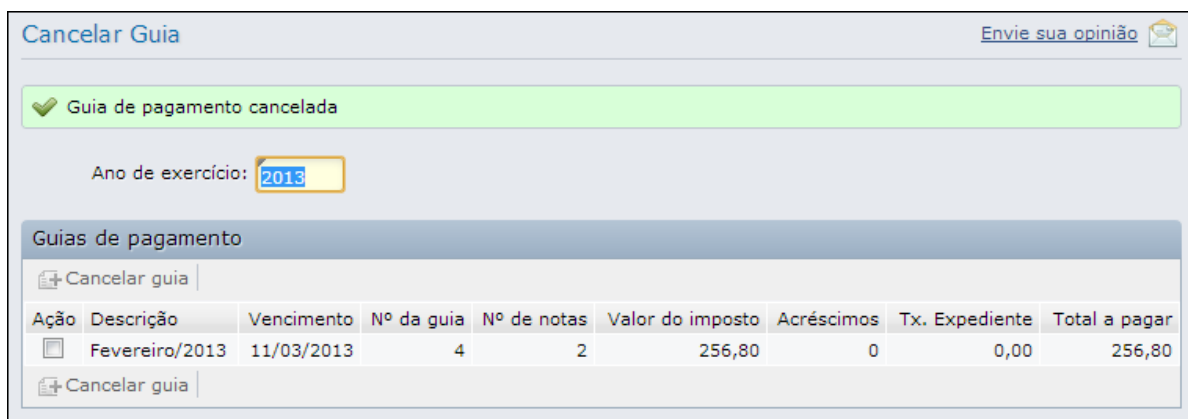 Cancelar Guia Envie sua opinião
Guia de pagamento cancelada
Ano de exercício: 2013
Guias de pagamento
Cancelar guia
Ação Descrição Vencimento Nº da guia Nº de notas Valor do imposto Acréscimos Tx. Expediente Total a pagar
Fevereiro/2013 11/03/2013 4 2 256,80 0 0,00 256,80
Cancelar guia